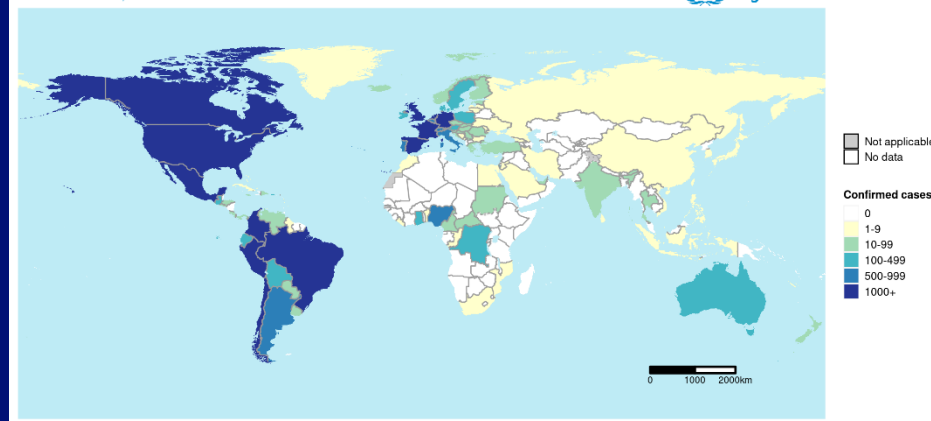 Not applicable
No data
Confirmed cases
0
1-9
10-99
100-499
500-999
1000+
0 1000 2000km